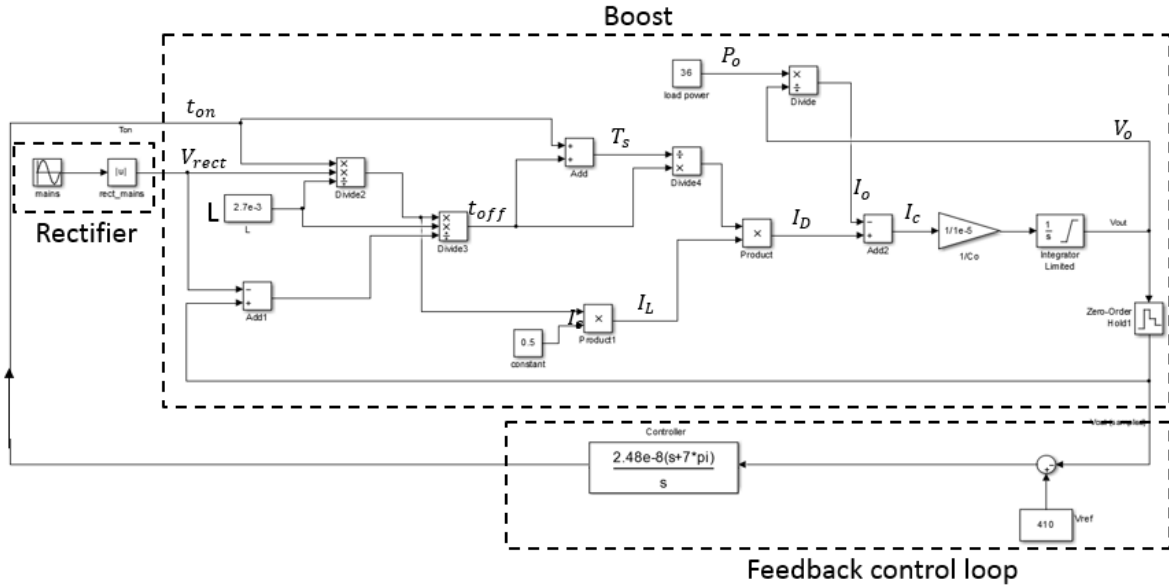 Boost
36
load power
P_o
×
÷
Divide
t_on
Ton
V_o
+
+
Add
T_s
÷
×
Divide4
mains
|u|
rect_mains
V_rect
×
×
÷
Divide2
Rectifier
L
2.7e-3
L
×
×
÷
Divide3
t_off
I_o
×
Product
I_D
−
+
Add2
I_c
1/1e-5
1/Co
1
s
Integrator
Limited
Vout
−
+
Add1
0.5
constant
×
Product1
I_L
Zero-Order
Hold1
Controller
2.48e-8(s+7*pi)
s
+
−
410
Vref
Feedback control loop